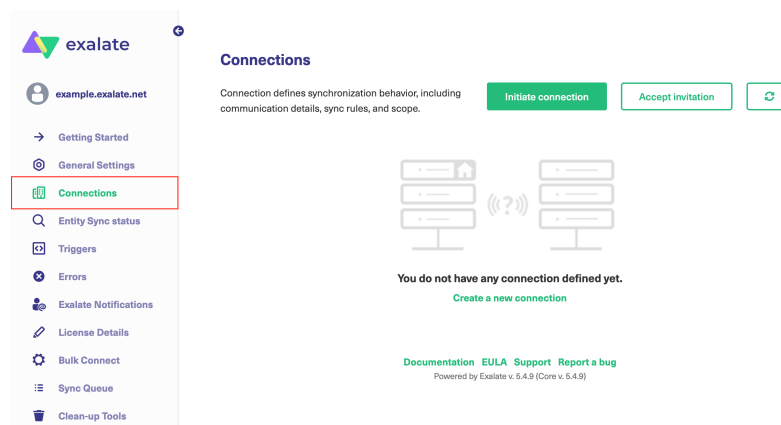 exalate
example.exalate.net
Getting Started
General Settings
Connections
Entity Sync status
Triggers
Errors
Exalate Notifications
License Details
Bulk Connect
Sync Queue
Clean-up Tools
Connections
Connection defines synchronization behavior, including
communication details, sync rules, and scope.
Initiate connection
Accept invitation
((?))
You do not have any connection defined yet.
Create a new connection
Documentation EULA Support Report a bug
Powered by Exalate v. 5.4.9 (Core v. 5.4.9)